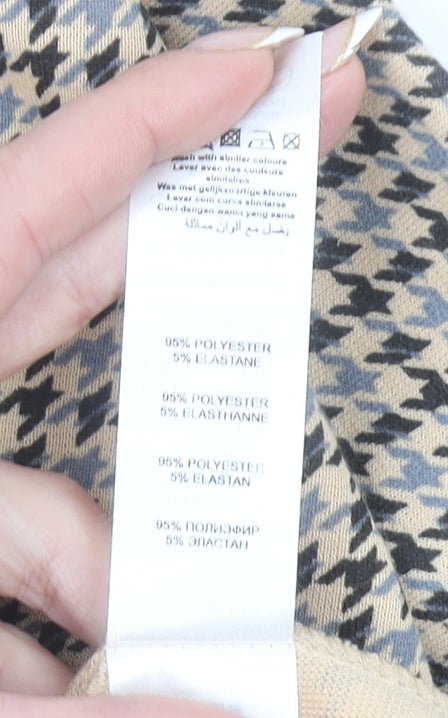 Wash with similar colours
Laver avec des couleurs
similaires
Was met gelijksoortige kleuren
Lavar com cores similares
Cuci dengan warna yang sama
يغسل مع ألوان مماثلة
95% POLYESTER
5% ELASTANE
95% POLYESTER
5% ELASTHANNE
95% POLYESTER
5% ELASTAN
95% ПОЛИЭФИР
5% ЭЛАСТАН